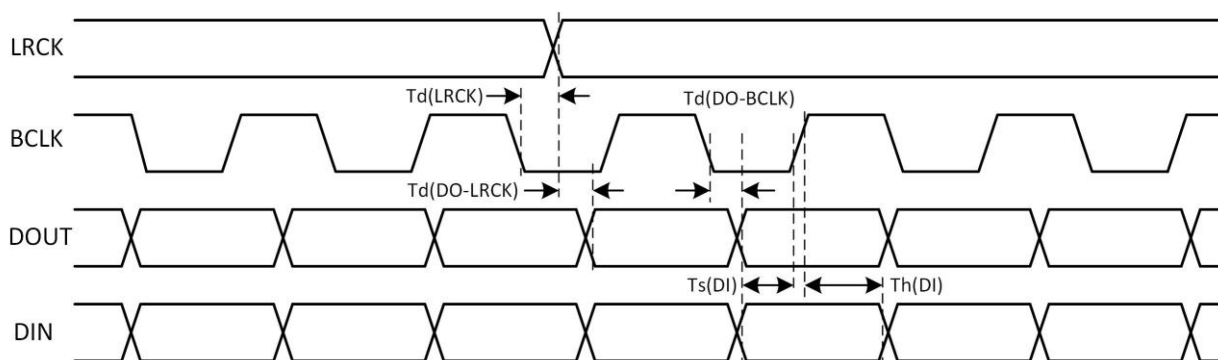 LRCK
Td(LRCK)
Td(DO-BCLK)
BCLK
Td(DO-LRCK)
DOUT
Ts(DI)
Th(DI)
DIN